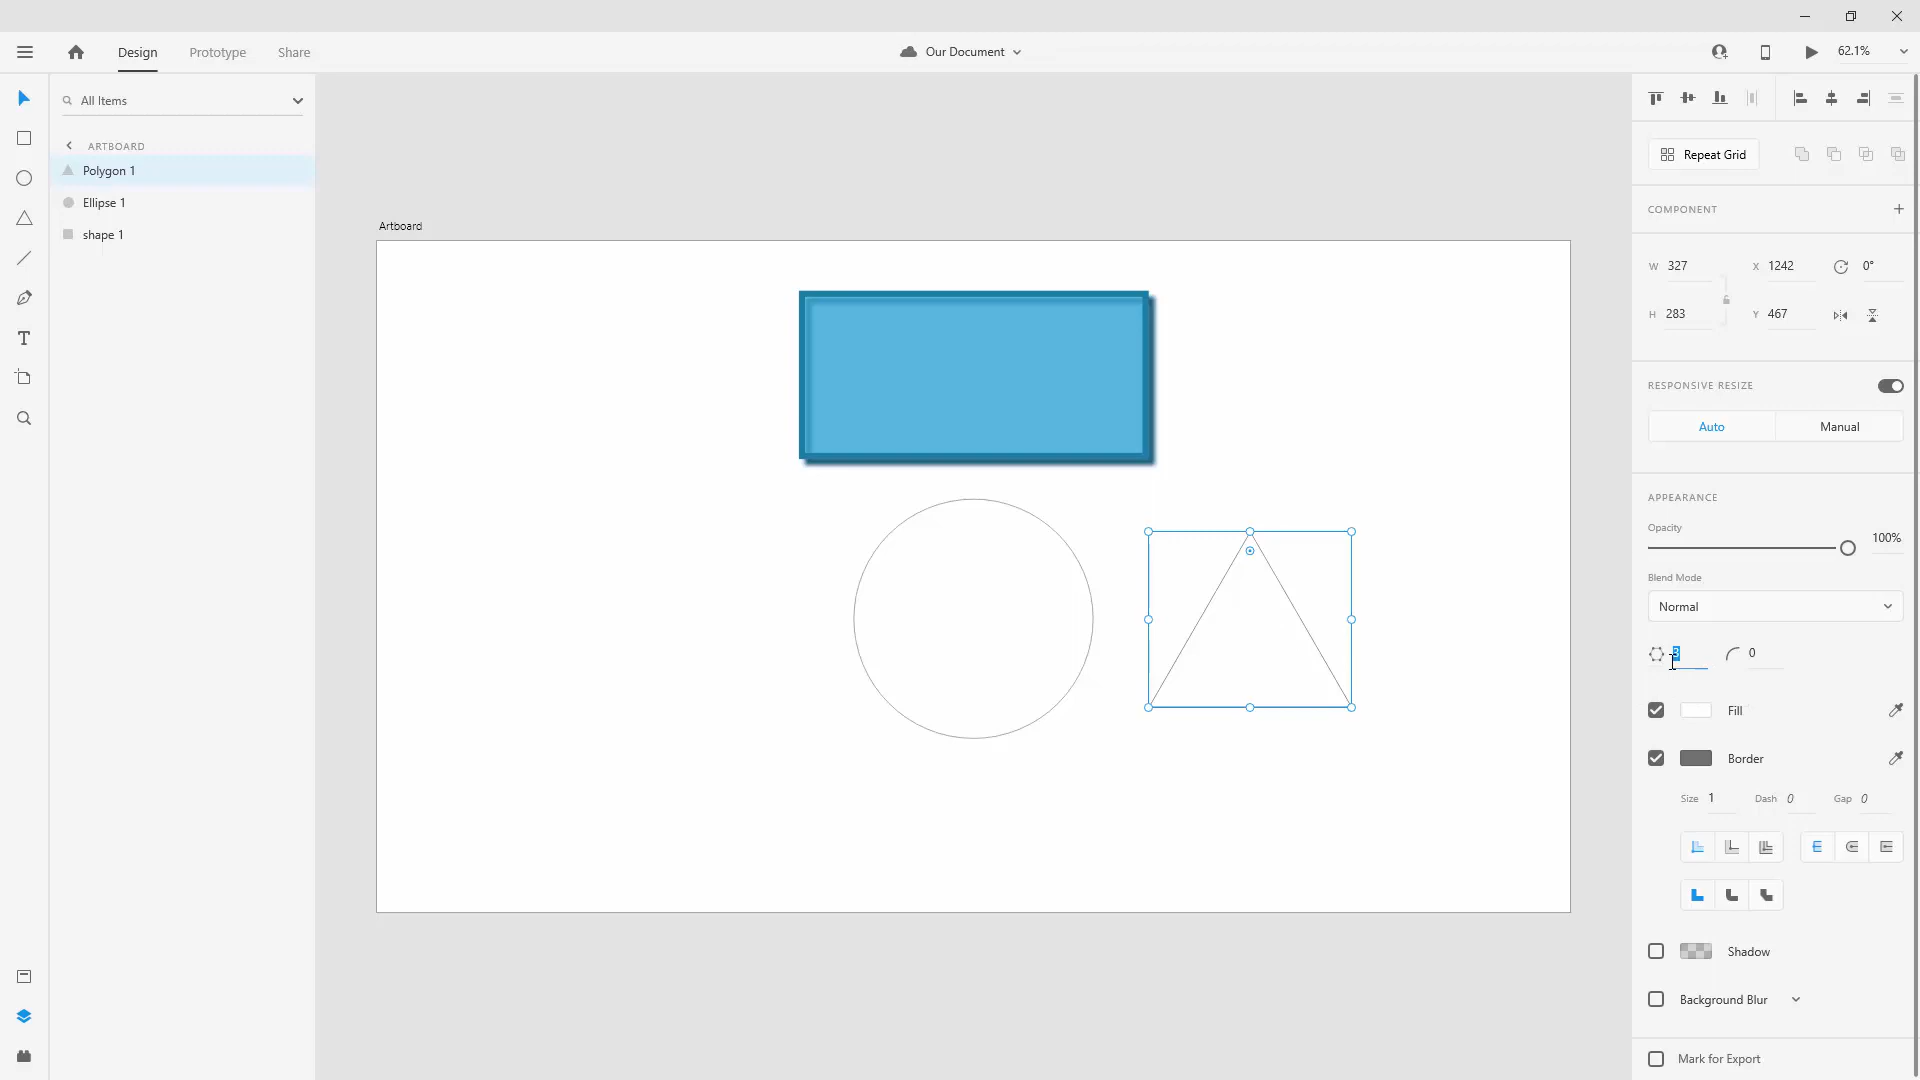 Design
Prototype
Share
Our Document
62.1%
All Items
ARTBOARD
Polygon 1
Ellipse 1
shape 1
Artboard
Repeat Grid
COMPONENT
W 327 X 1242 0°
H 283 Y 467
RESPONSIVE RESIZE
Auto
Manual
APPEARANCE
Opacity
100%
Blend Mode
Normal
3 0
Fill
Border
Size 1 Dash 0 Gap 0
Shadow
Background Blur
Mark for Export